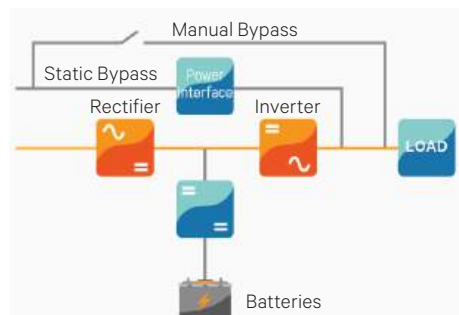 Manual Bypass
Static Bypass
Power
Interface
Rectifier
Inverter
LOAD
Batteries